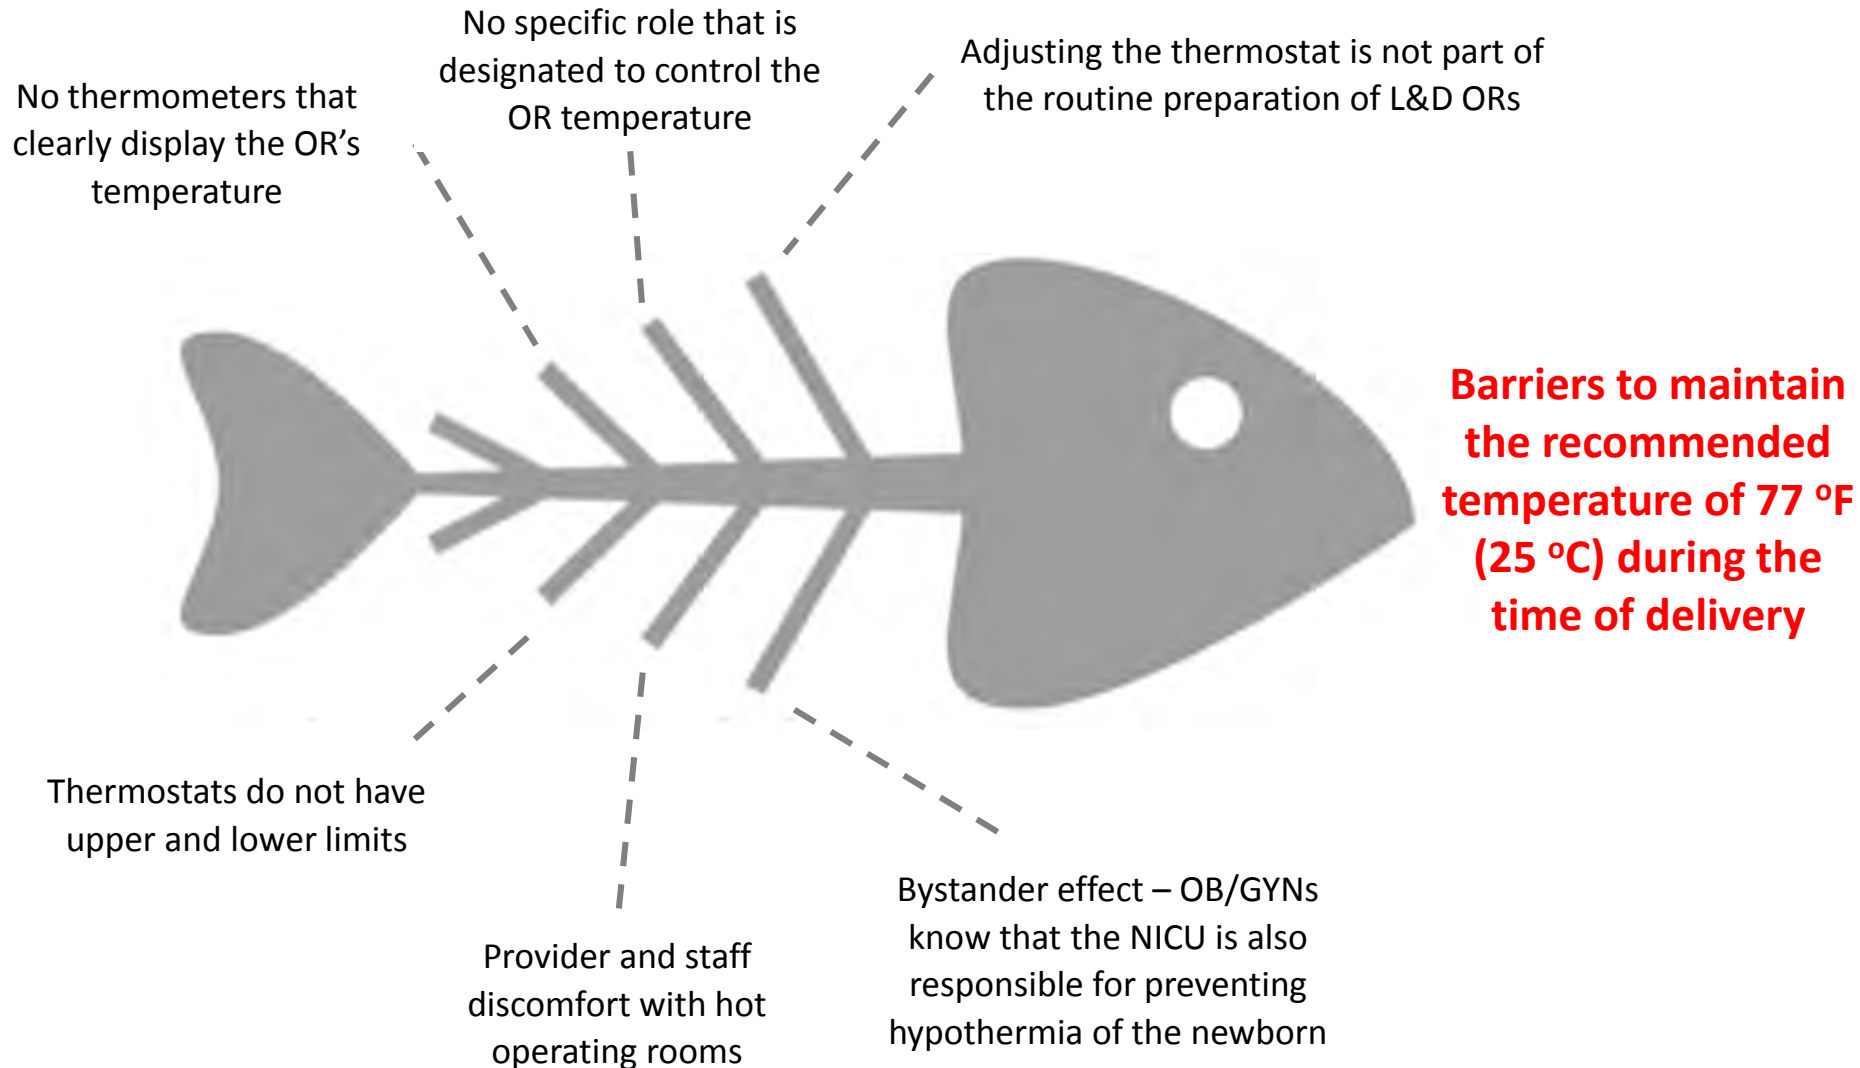 No thermometers that
clearly display the OR’s
temperature
No specific role that is
designated to control the
OR temperature
Adjusting the thermostat is not part of
the routine preparation of L&D ORs
Barriers to maintain
the recommended
temperature of 77 ºF
(25 ºC) during the
time of delivery
Thermostats do not have
upper and lower limits
Provider and staff
discomfort with hot
operating rooms
Bystander effect – OB/GYNs
know that the NICU is also
responsible for preventing
hypothermia of the newborn